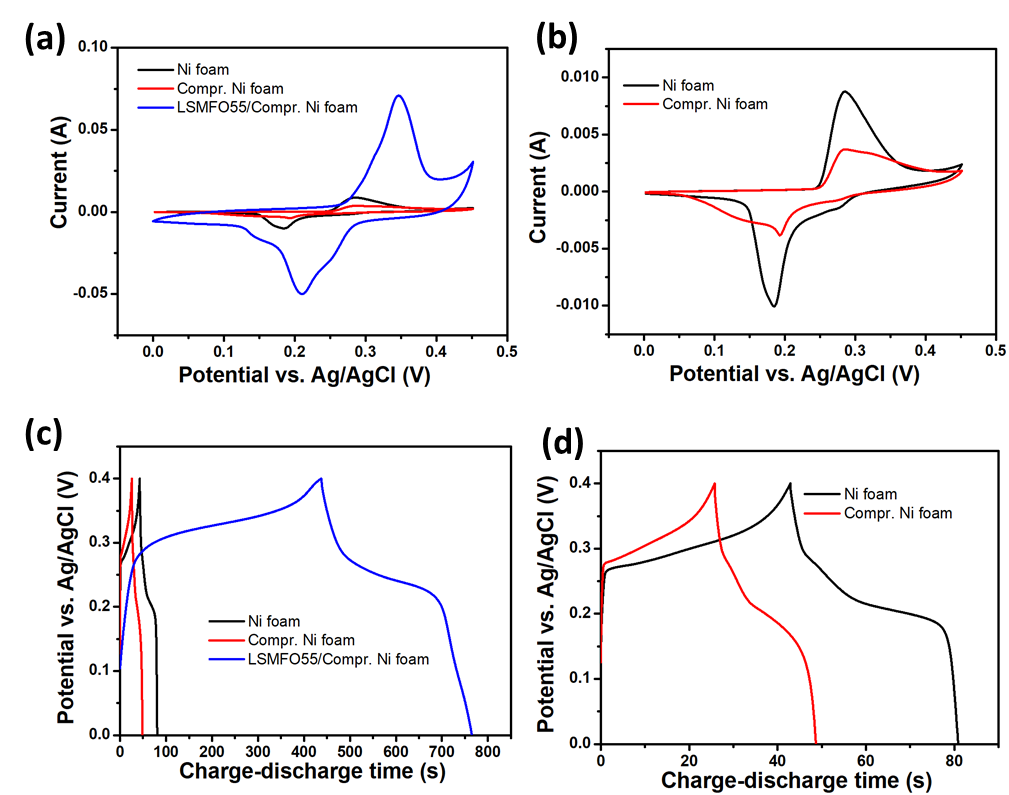 (a)
0.10
0.05
0.00
-0.05
Current (A)
Ni foam
Compr. Ni foam
LSMFO55/Compr. Ni foam
0.0 0.1 0.2 0.3 0.4 0.5
Potential vs. Ag/AgCl (V)
(b)
0.010
0.005
0.000
-0.005
-0.010
Current (A)
Ni foam
Compr. Ni foam
0.0 0.1 0.2 0.3 0.4 0.5
Potential vs. Ag/AgCl (V)
(c)
0.4
0.3
0.2
0.1
0.0
Potential vs. Ag/AgCl (V)
Ni foam
Compr. Ni foam
LSMFO55/Compr. Ni foam
0 100 200 300 400 500 600 700 800
Charge-discharge time (s)
(d)
0.4
0.3
0.2
0.1
0.0
Potential vs. Ag/AgCl (V)
Ni foam
Compr. Ni foam
0 20 40 60 80
Charge-discharge time (s)